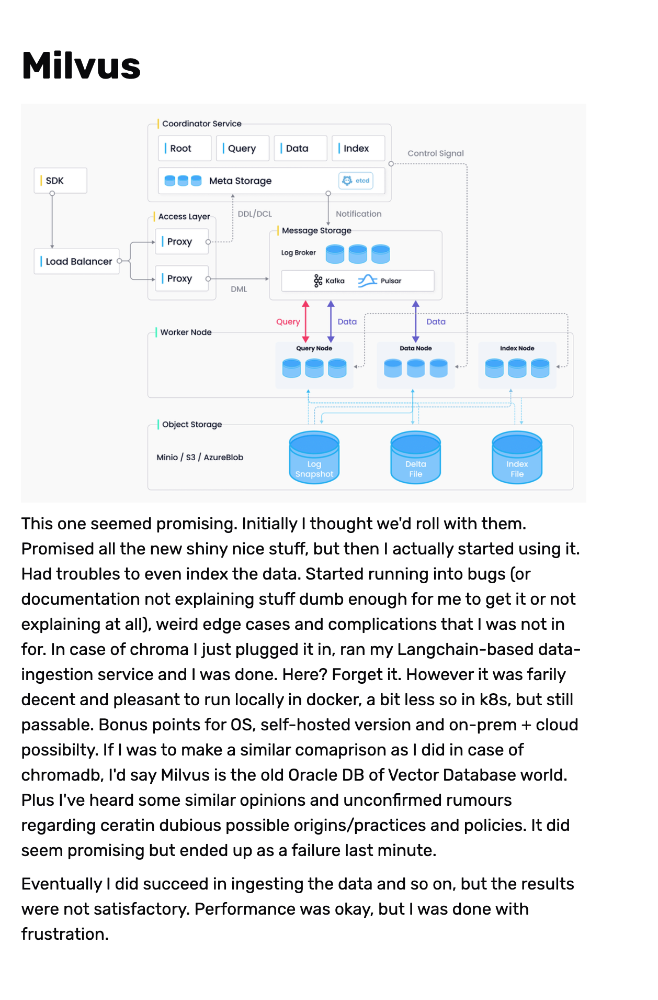 Milvus
Coordinator Service
Root
Query
Data
Index
Control Signal
SDK
Meta Storage
etcd
Access Layer
DDL/DCL
Notification
Message Storage
Proxy
Log Broker
Load Balancer
Proxy
Kafka
Pulsar
DML
Query
Data
Data
Worker Node
Query Node
Data Node
Index Node
Object Storage
Minio / S3 / AzureBlob
Log
Snapshot
Delta
File
Index
File
This one seemed promising. Initially I thought we'd roll with them.
Promised all the new shiny nice stuff, but then I actually started using it.
Had troubles to even index the data. Started running into bugs (or
documentation not explaining stuff dumb enough for me to get it or not
explaining at all), weird edge cases and complications that I was not in
for. In case of chroma I just plugged it in, ran my Langchain-based data-
ingestion service and I was done. Here? Forget it. However it was farily
decent and pleasant to run locally in docker, a bit less so in k8s, but still
passable. Bonus points for OS, self-hosted version and on-prem + cloud
possibilty. If I was to make a similar comaprison as I did in case of
chromadb, I'd say Milvus is the old Oracle DB of Vector Database world.
Plus I've heard some similar opinions and unconfirmed rumours
regarding ceratin dubious possible origins/practices and policies. It did
seem promising but ended up as a failure last minute.
Eventually I did succeed in ingesting the data and so on, but the results
were not satisfactory. Performance was okay, but I was done with
frustration.